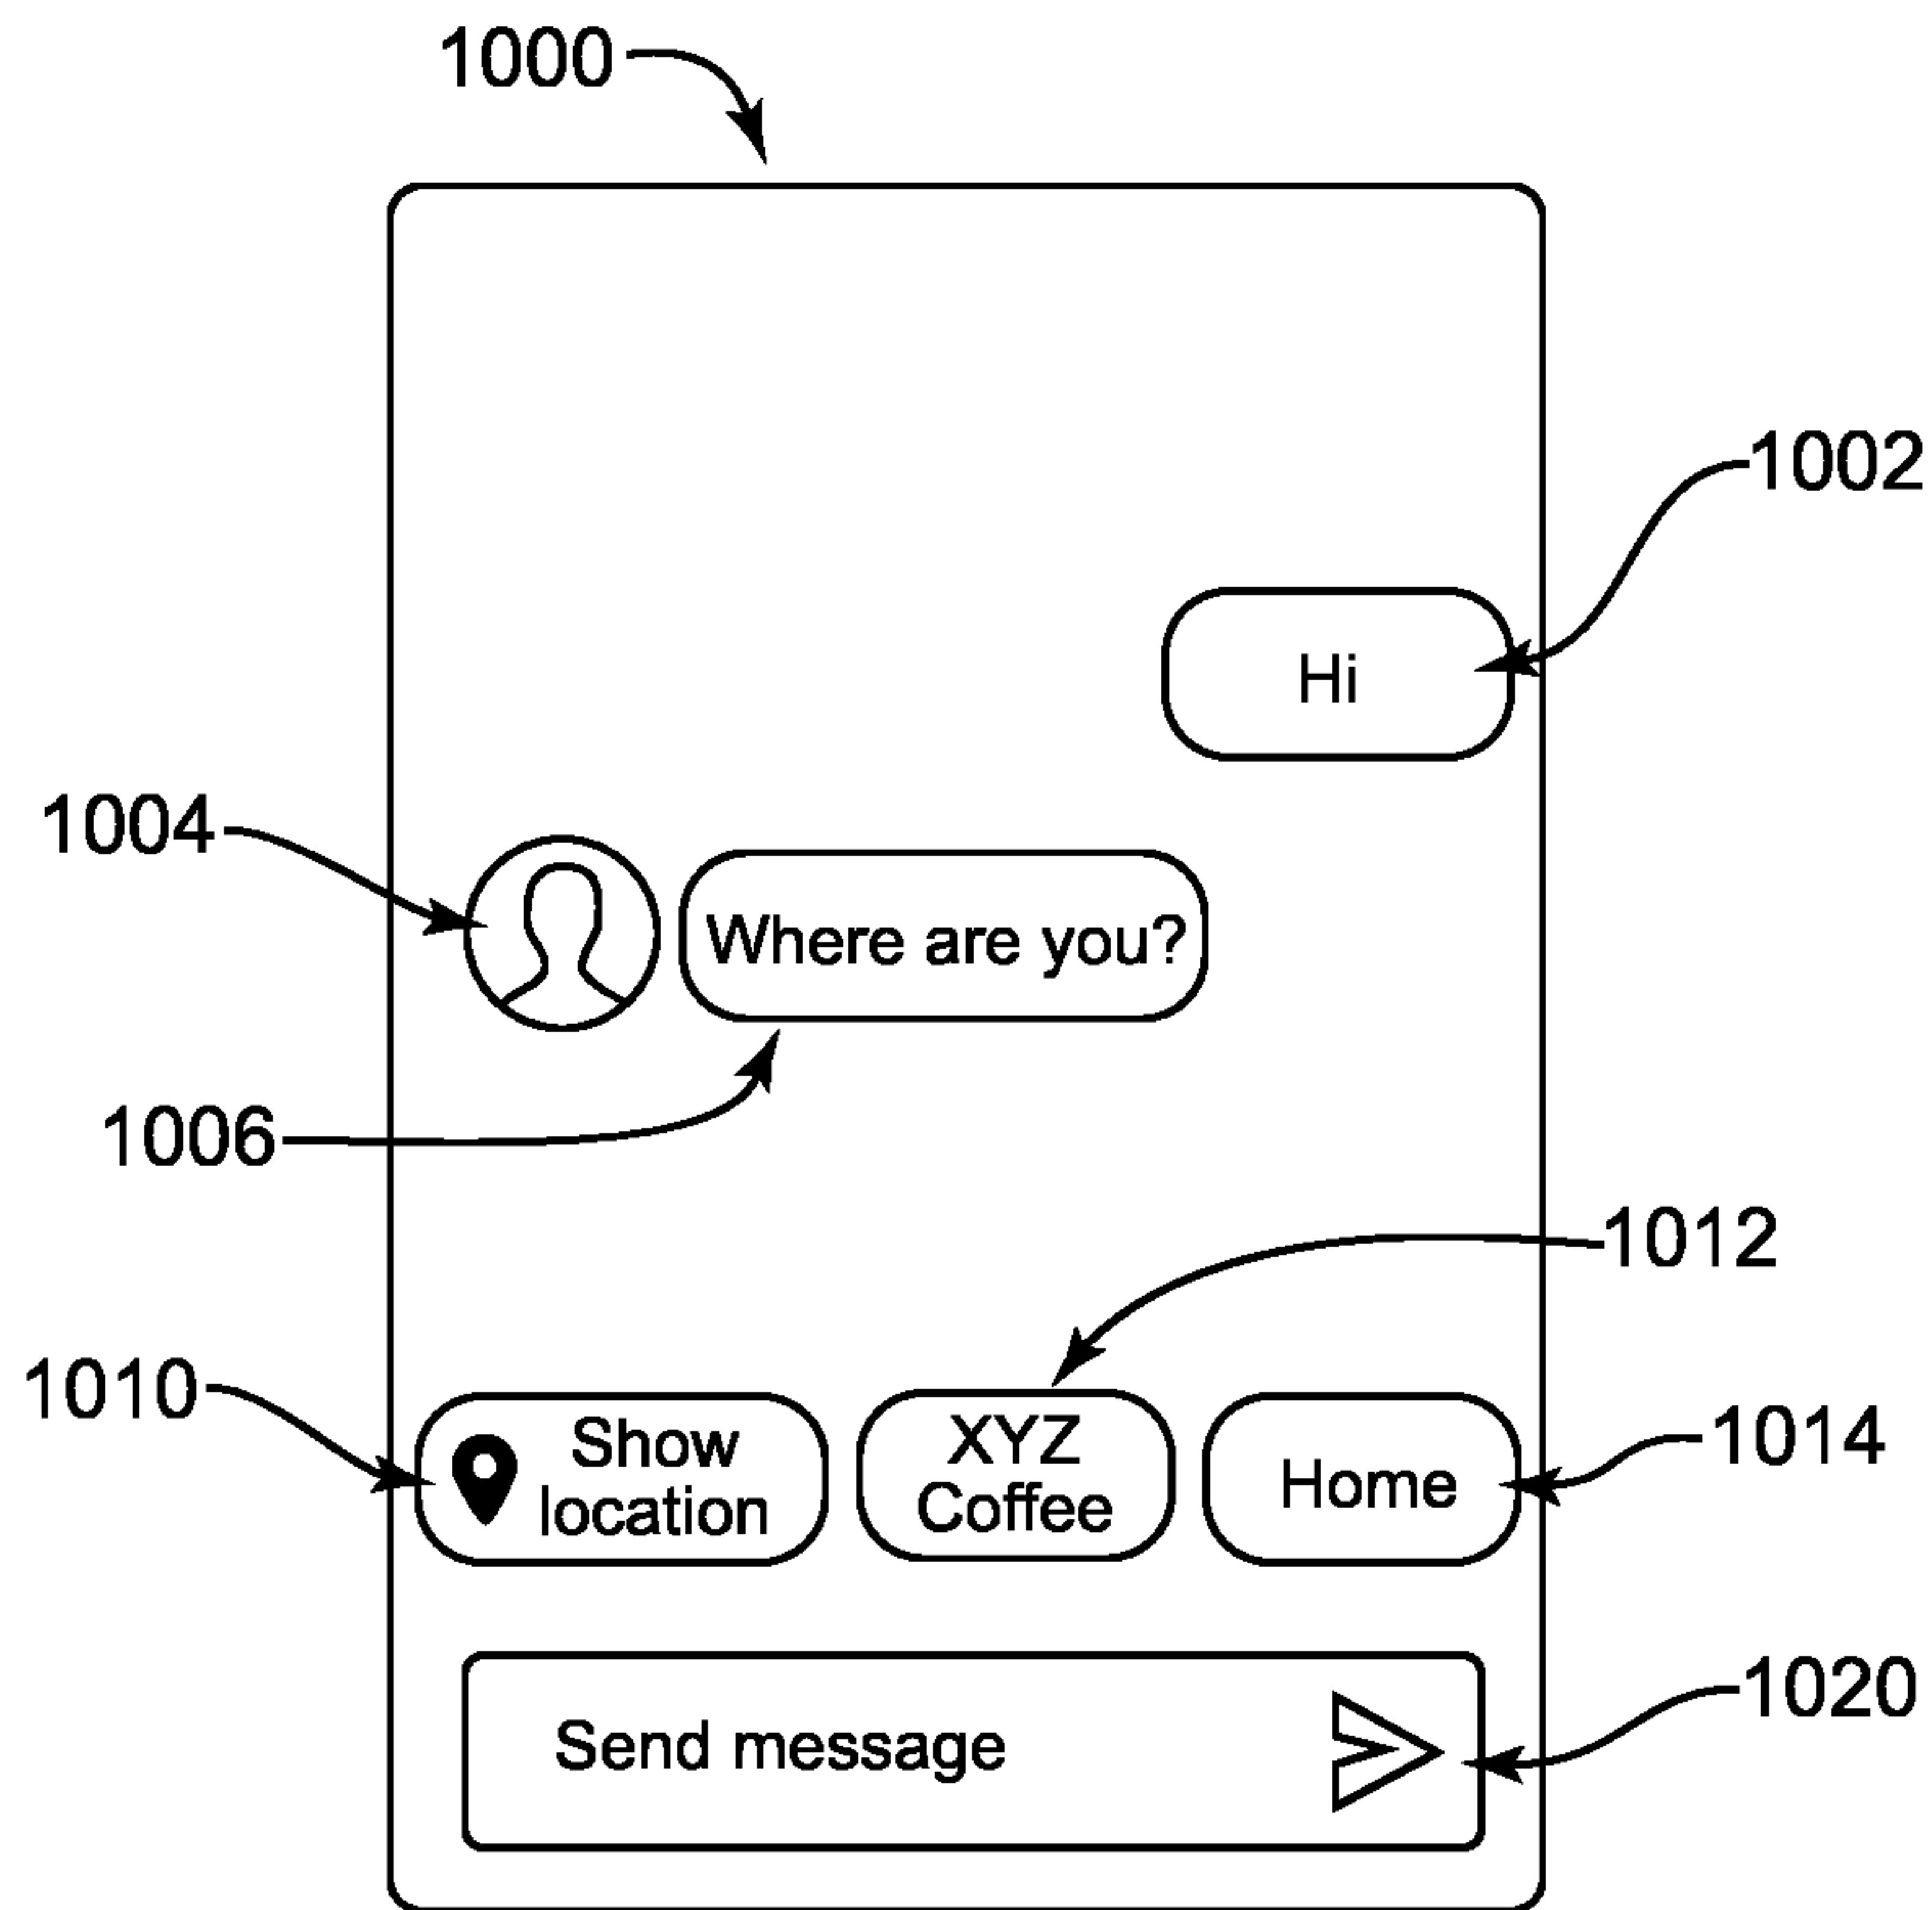 1000
1002
Hi
1004
Where are you?
1006
1012
1010
Show
location
XYZ
Coffee
Home
1014
1020
Send message